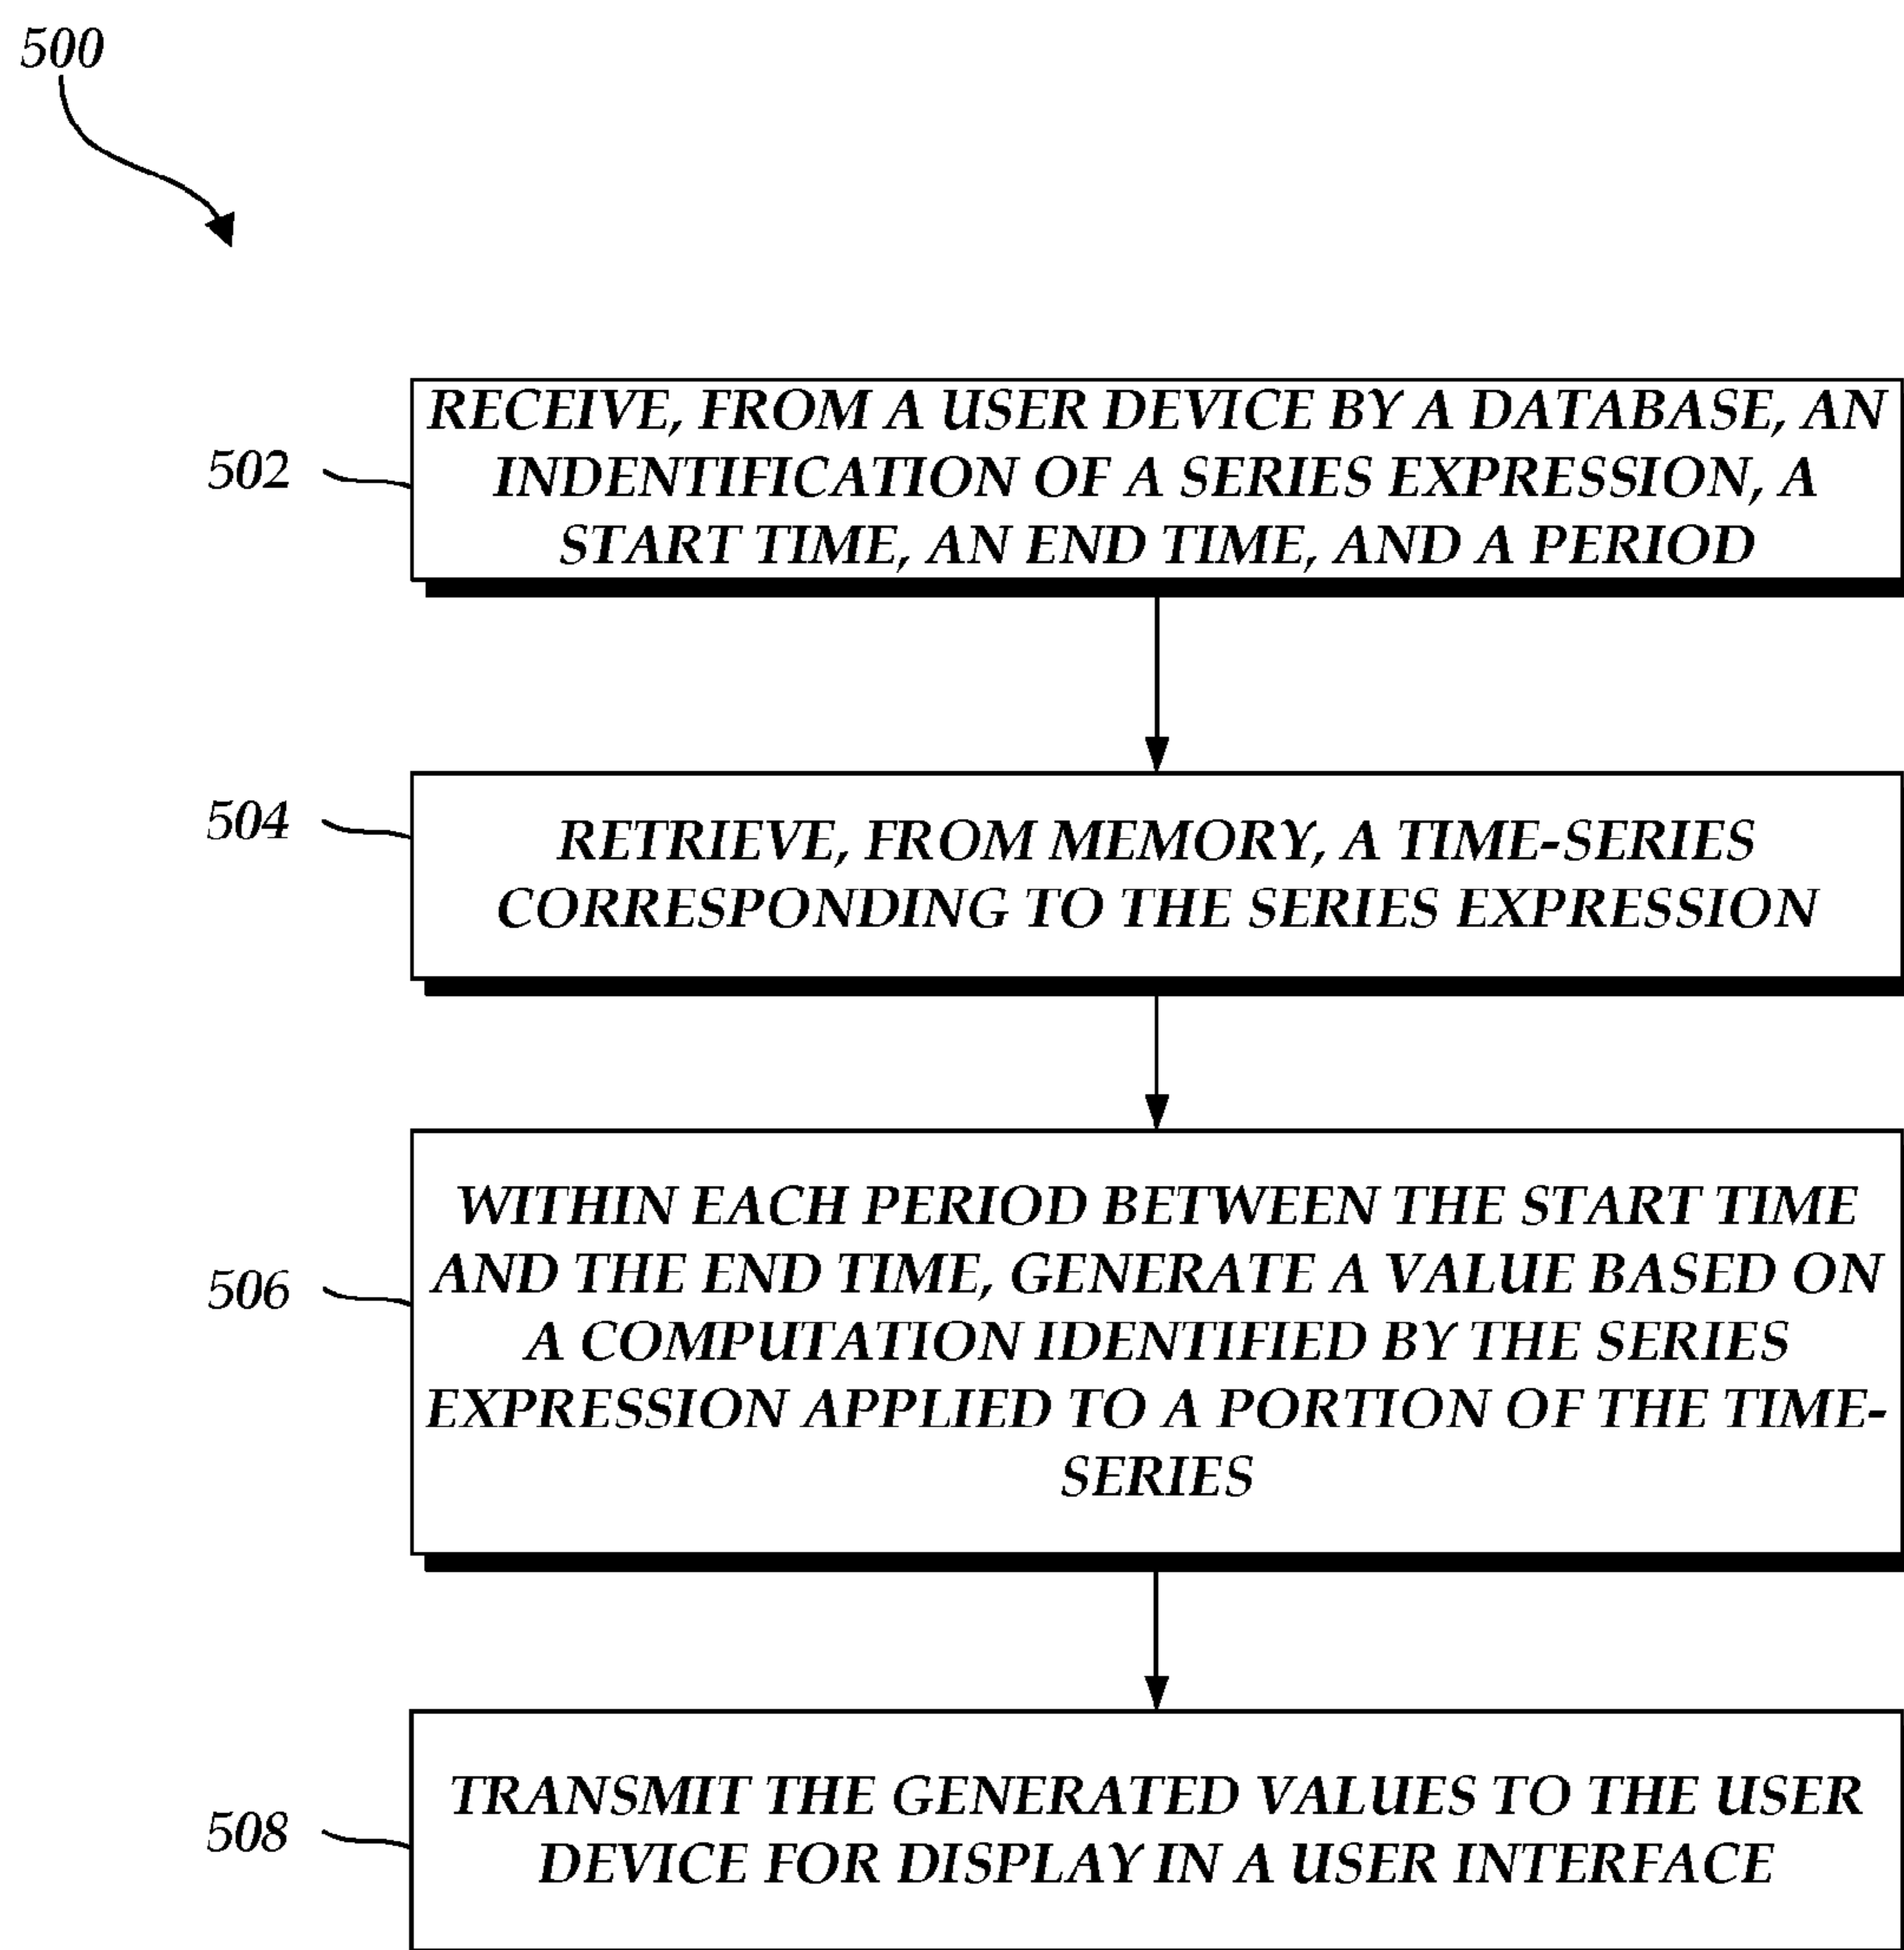 500
502
RECEIVE, FROM A USER DEVICE BY A DATABASE, AN
INDENTIFICATION OF A SERIES EXPRESSION, A
START TIME, AN END TIME, AND A PERIOD
504
RETRIEVE, FROM MEMORY, A TIME-SERIES
CORRESPONDING TO THE SERIES EXPRESSION
506
WITHIN EACH PERIOD BETWEEN THE START TIME
AND THE END TIME, GENERATE A VALUE BASED ON
A COMPUTATION IDENTIFIED BY THE SERIES
EXPRESSION APPLIED TO A PORTION OF THE TIME-
SERIES
508
TRANSMIT THE GENERATED VALUES TO THE USER
DEVICE FOR DISPLAY IN A USER INTERFACE